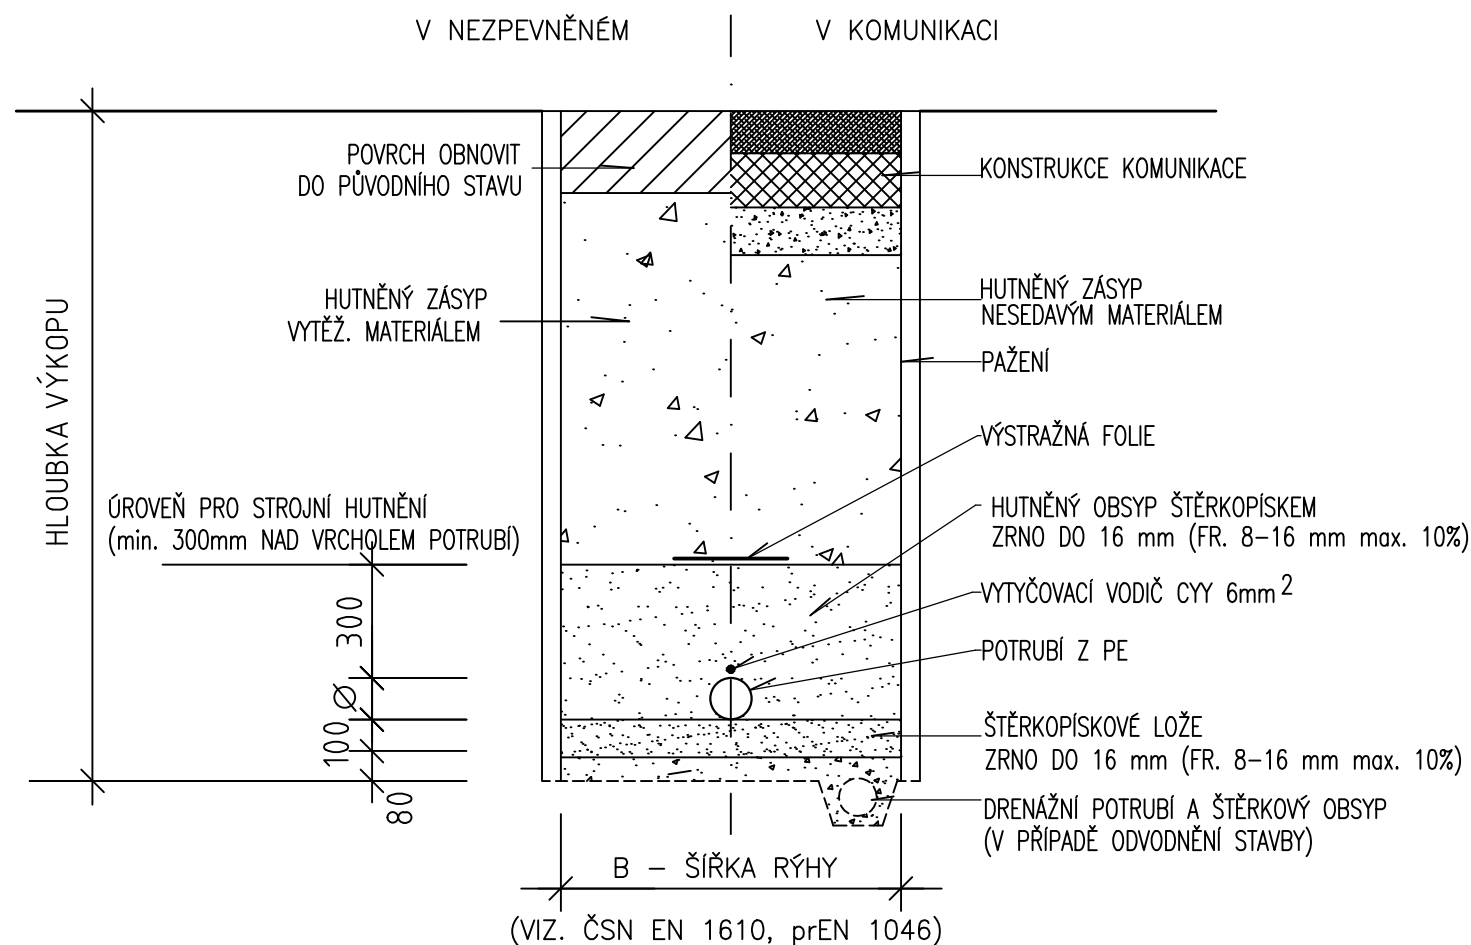 V NEZPEVNĚNÉM
V KOMUNIKACI
POVRCH OBNOVIT
DO PŮVODNÍHO STAVU
KONSTRUKCE KOMUNIKACE
HUTNĚNÝ ZÁSYP
VYTĚŽ. MATERIÁLEM
HUTNĚNÝ ZÁSYP
NESEDAVÝM MATERIÁLEM
PAŽENÍ
HLOUBKA VÝKOPU
VÝSTRAŽNÁ FOLIE
ÚROVEŇ PRO STROJNÍ HUTNĚNÍ
(min. 300mm NAD VRCHOLEM POTRUBÍ)
HUTNĚNÝ OBSYP ŠTĚRKOPÍSKEM
ZRNO DO 16 mm (FR. 8-16 mm max. 10%)
VYTYČOVACÍ VODIČ CYY 6mm²
300
POTRUBÍ Z PE
Ø
100
ŠTĚRKOPÍSKOVÉ LOŽE
ZRNO DO 16 mm (FR. 8-16 mm max. 10%)
80
DRENÁŽNÍ POTRUBÍ A ŠTĚRKOVÝ OBSYP
(V PŘÍPADĚ ODVODNĚNÍ STAVBY)
B – ŠÍŘKA RÝHY
(VIZ. ČSN EN 1610, prEN 1046)